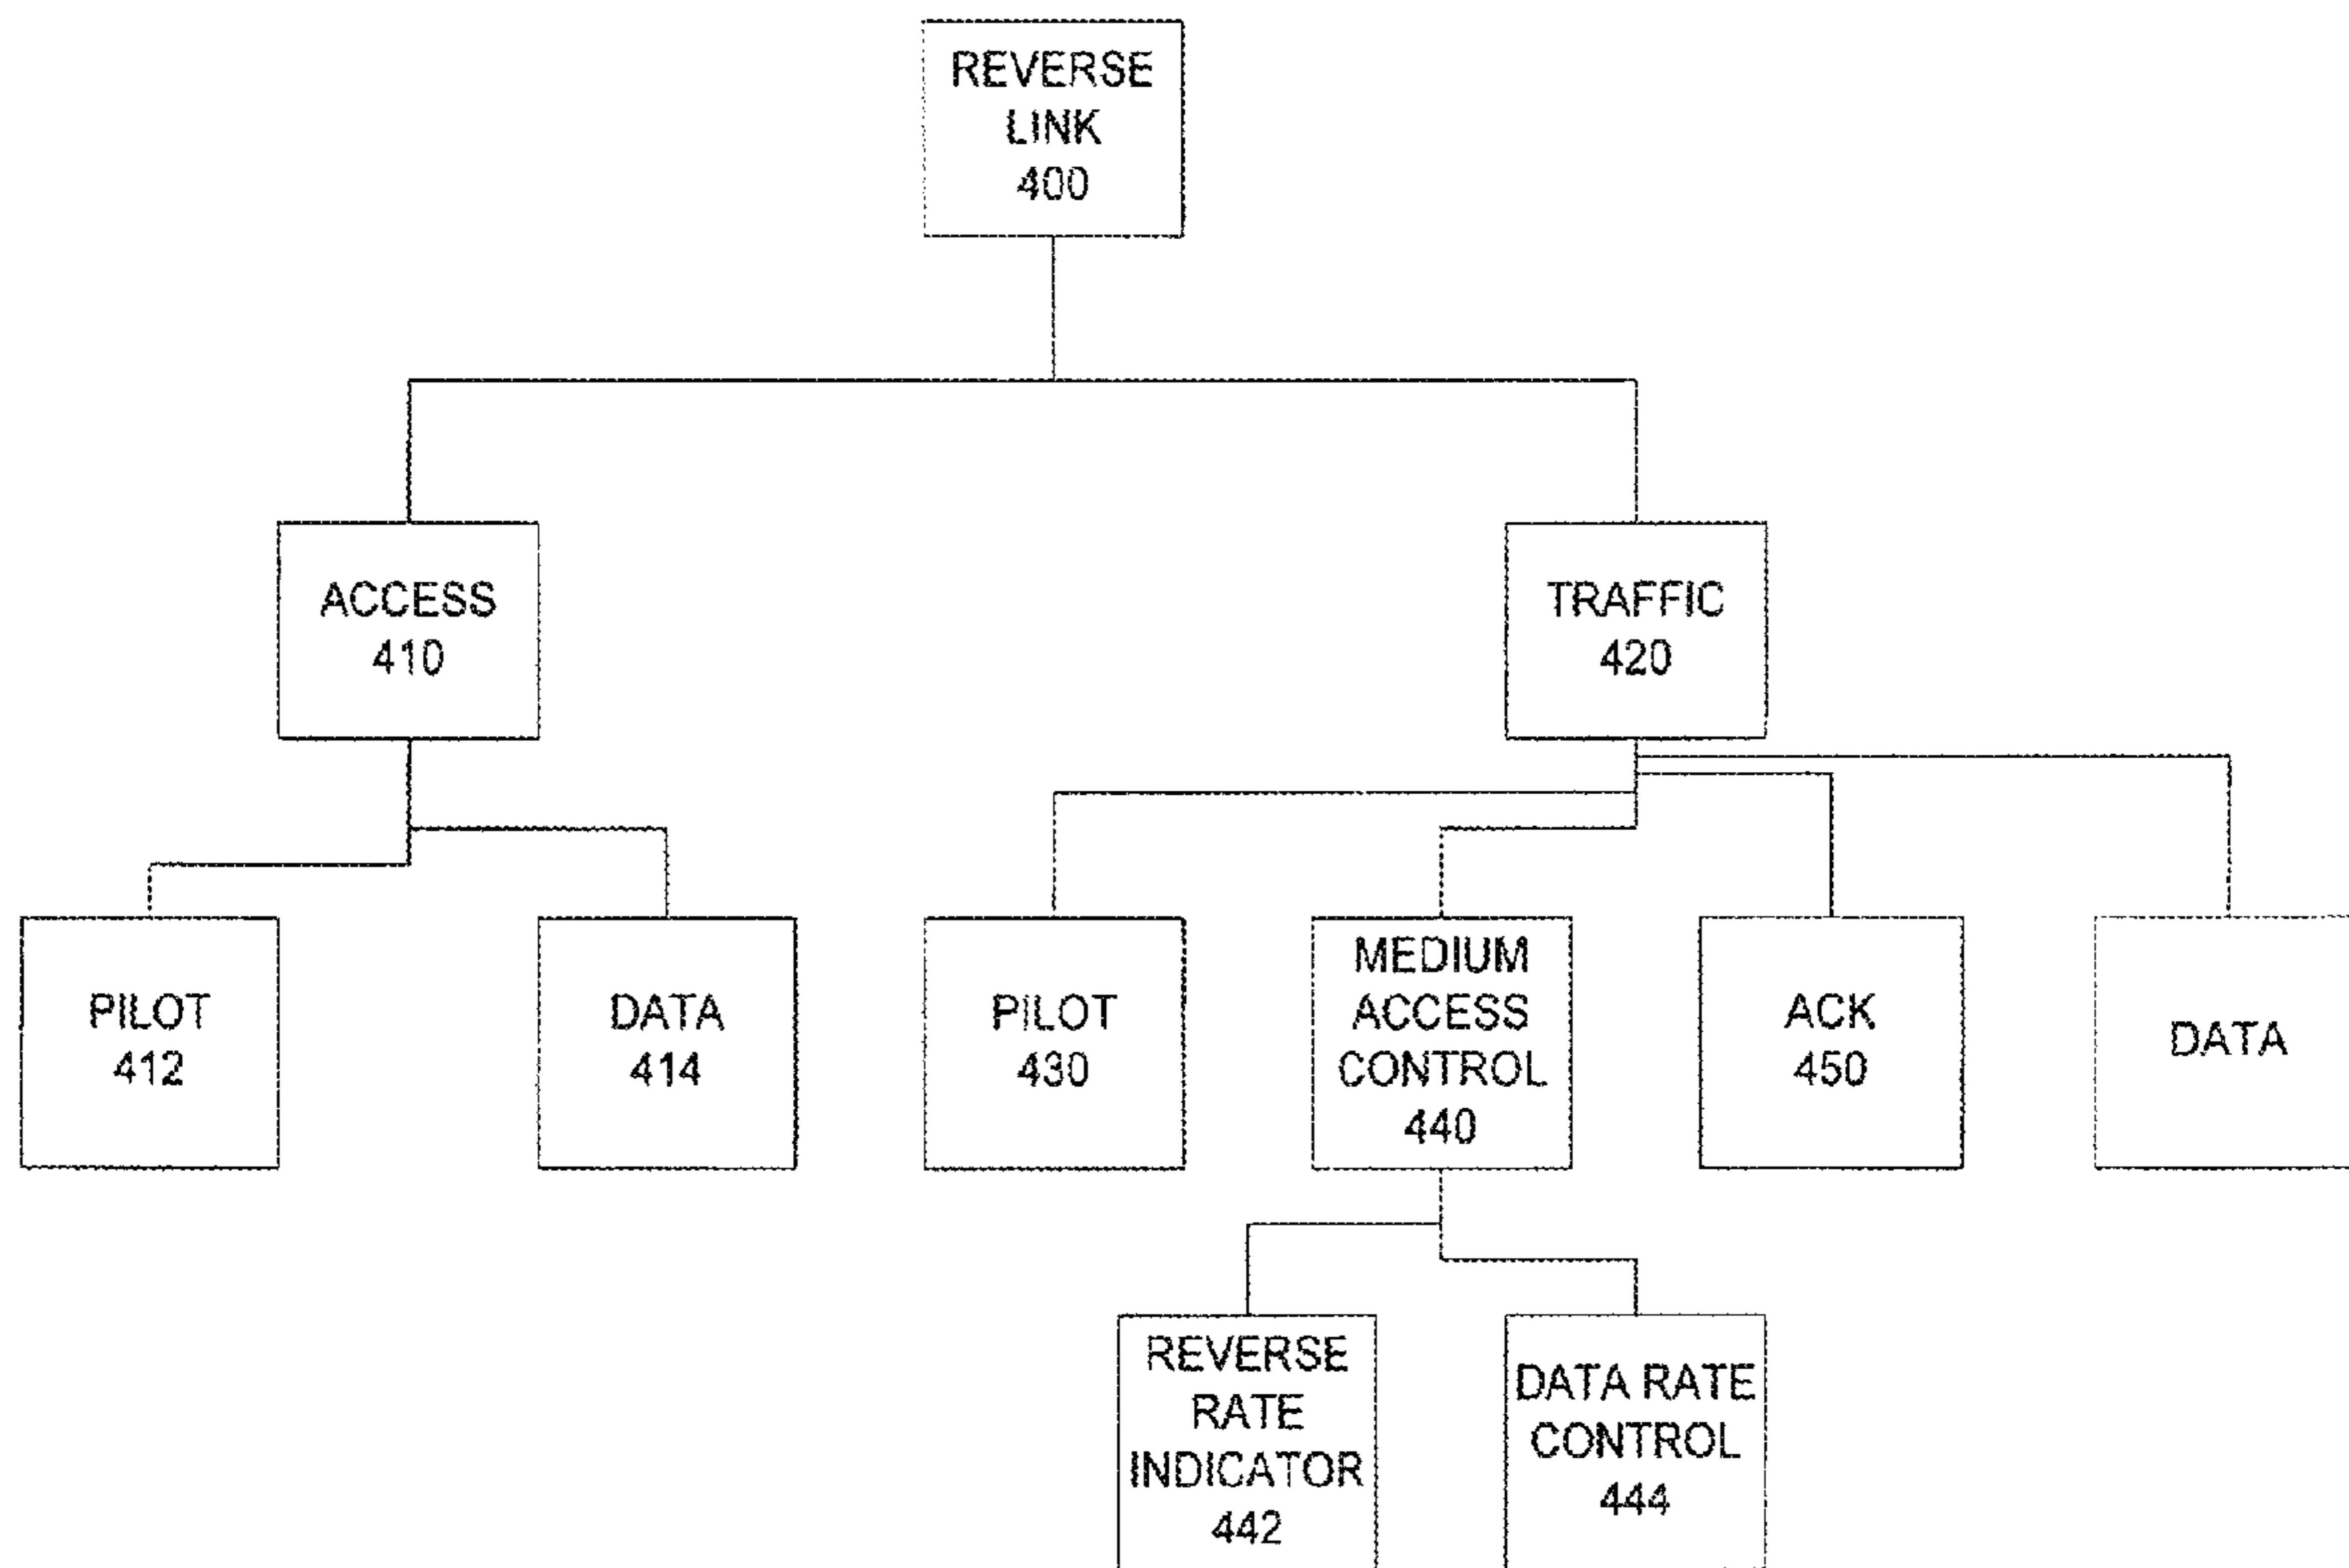 REVERSE
LINK
400
ACCESS
410
TRAFFIC
420
PILOT
412
DATA
414
PILOT
430
MEDIUM
ACCESS
CONTROL
440
ACK
450
DATA
REVERSE
RATE
INDICATOR
442
DATA RATE
CONTROL
444